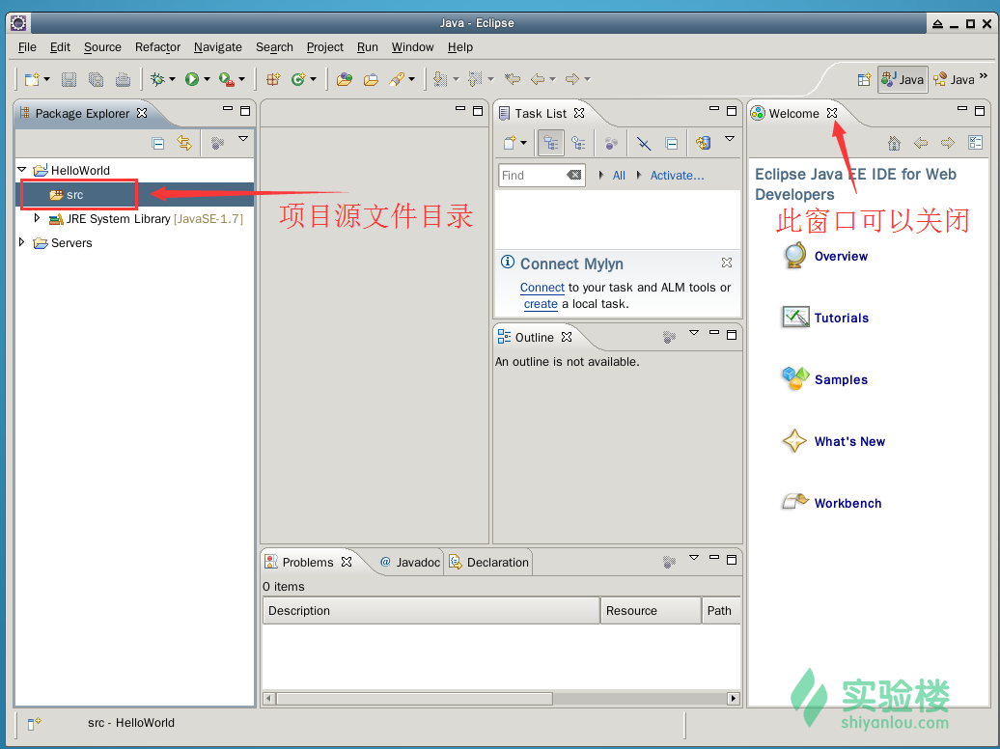 Java - Eclipse
File Edit Source Refactor Navigate Search Project Run Window Help
Java Java
Package Explorer
HelloWorld
src
JRE System Library [JavaSE-1.7]
Servers
项目源文件目录
Task List
Find All Activate...
Connect Mylyn
Connect to your task and ALM tools or
create a local task.
Outline
An outline is not available.
Welcome
Eclipse Java EE IDE for Web
Developers
此窗口可以关闭
Overview
Tutorials
Samples
What's New
Workbench
Problems @ Javadoc Declaration
0 items
Description Resource Path
src - HelloWorld
实验楼
shiyanlou.com